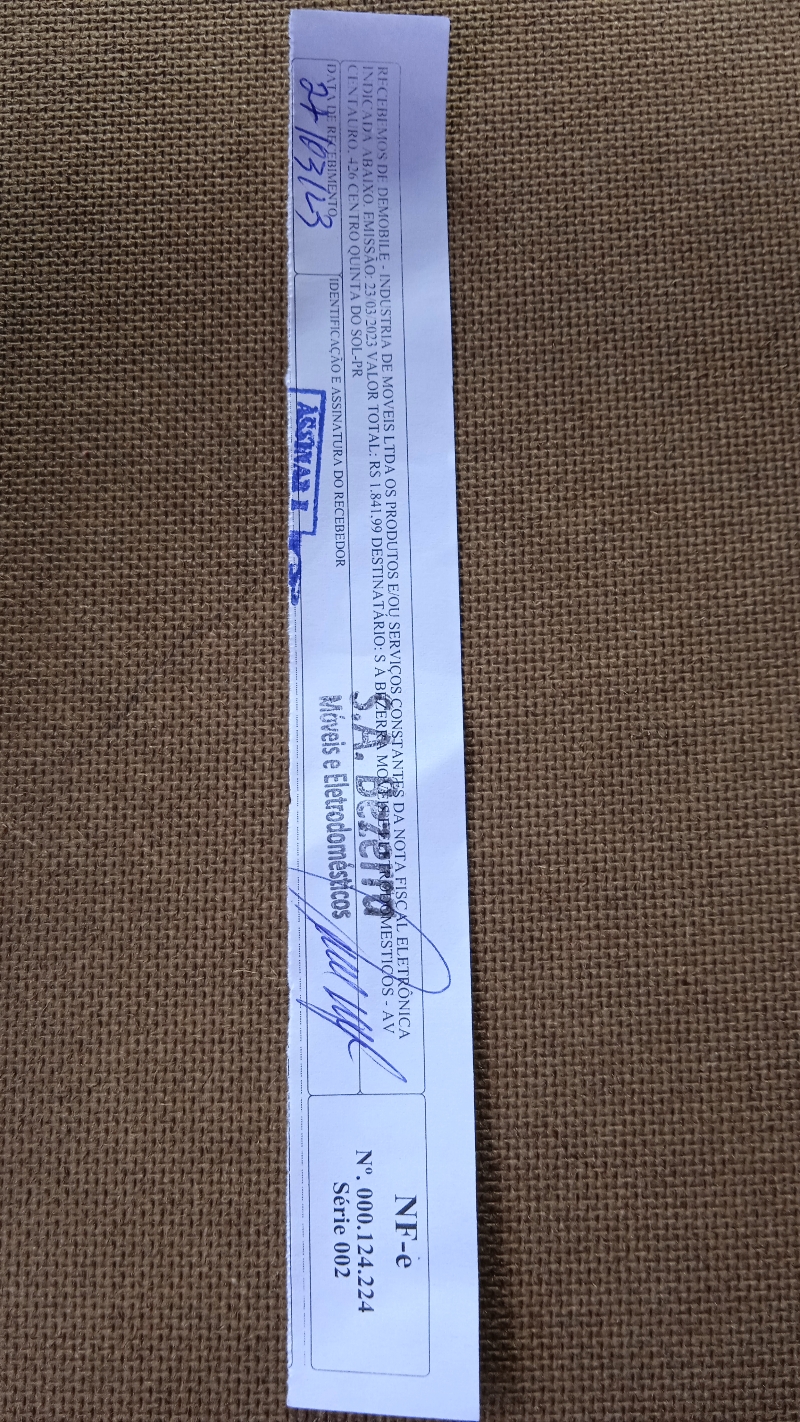 RECEBEMOS DE DEMOBILE - INDUSTRIA DE MOVEIS LTDA OS PRODUTOS E/OU SERVIÇOS CONSTANTES DA NOTA FISCAL ELETRÔNICA
INDICADA ABAIXO. EMISSÃO: 23/03/2023 VALOR TOTAL: R$ 1.841,99 DESTINATÁRIO: S A BEZERRA MOVEIS E ELETRODOMESTICOS - AV
CENTAURO, 426 CENTRO QUINTA DO SOL-PR
DATA DE RECEBIMENTO
27/03/23
IDENTIFICAÇÃO E ASSINATURA DO RECEBEDOR
ASSINAR E
S.A. Bezerra
Móveis e Eletrodomésticos
NF-e
Nº. 000.124.224
Série 002